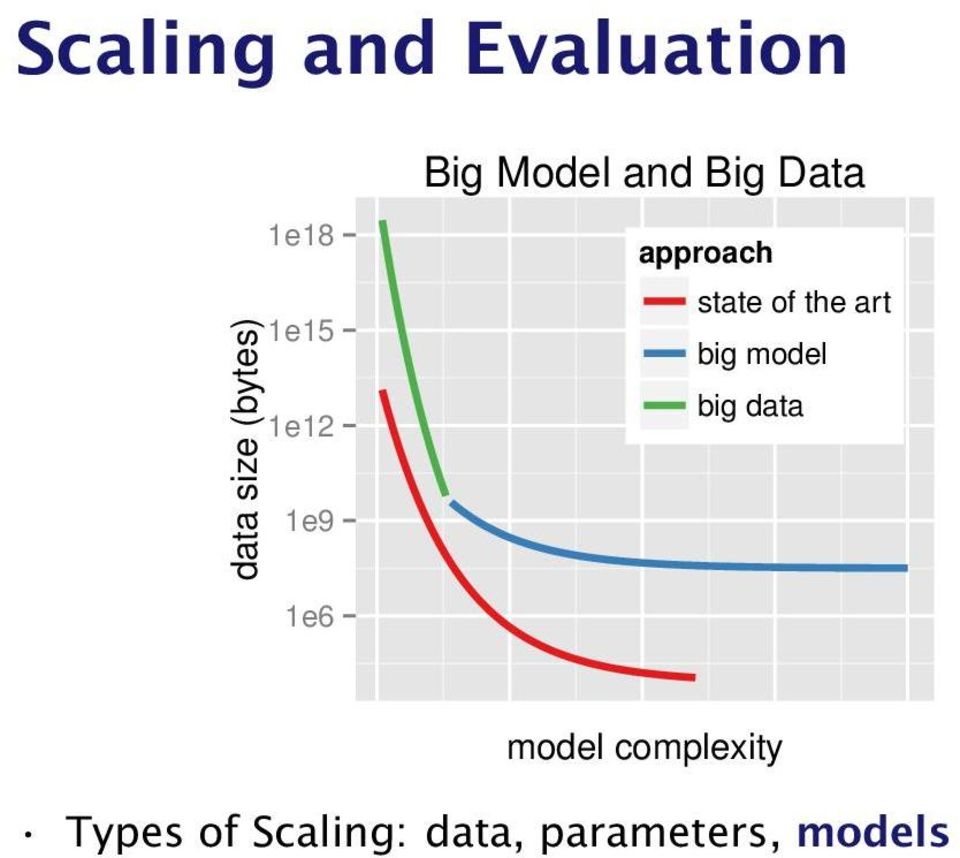 Scaling and Evaluation
Big Model and Big Data
1e18
1e15
1e12
1e9
1e6
data size (bytes)
approach
state of the art
big model
big data
model complexity
· Types of Scaling: data, parameters, models